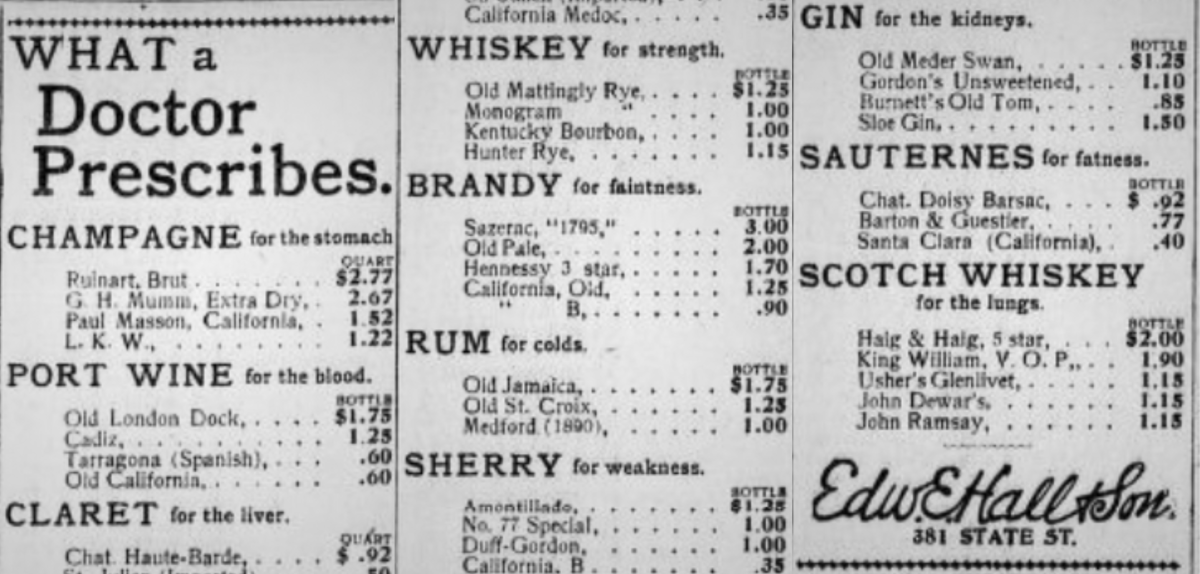 WHAT a
Doctor
Prescribes.
CHAMPAGNE for the stomach
QUART
Ruinart, Brut . . . . . . . . $2.77
G. H. Mumm, Extra Dry, . 2.67
Paul Masson, California, . 1.52
L. K. W., . . . . . . . . . 1.22
PORT WINE for the blood.
BOTTLE
Old London Dock, . . . . $1.75
Cadiz, . . . . . . . . . . . 1.25
Tarragona (Spanish), . . . .60
Old California, . . . . . . .60
CLARET for the liver.
QUART
Chat. Haute-Barde, . . . . $ .92
California Medoc, . . . . . .35
WHISKEY for strength.
BOTTLE
Old Mattingly Rye, . . . . $1.25
Monogram " . . . . 1.00
Kentucky Bourbon, . . . . 1.00
Hunter Rye, . . . . . . . 1.15
BRANDY for faintness.
BOTTLE
Sazerac, "1795," . . . . . 3.00
Old Pale, . . . . . . . . . 2.00
Hennessy 3 star, . . . . . 1.70
California, Old, . . . . . 1.25
" B, . . . . . . . .90
RUM for colds.
BOTTLE
Old Jamaica, . . . . . . . $1.75
Old St. Croix, . . . . . . 1.25
Medford (1890), . . . . . 1.00
SHERRY for weakness.
BOTTLE
Amontillado, . . . . . . . $1.25
No. 77 Special, . . . . . . 1.00
Duff-Gordon, . . . . . . . 1.00
California, B . . . . . . . .35
GIN for the kidneys.
BOTTLE
Old Meder Swan, . . . . . $1.25
Gordon's Unsweetened, . . 1.10
Burnett's Old Tom, . . . . .85
Sloe Gin, . . . . . . . . . 1.50
SAUTERNES for fatness.
BOTTLE
Chat. Doisy Barsac, . . . $ .92
Barton & Guestier, . . . . .77
Santa Clara (California), . .40
SCOTCH WHISKEY
for the lungs.
BOTTLE
Haig & Haig, 5 star, . . . $2.00
King William, V. O. P., . . 1.90
Usher's Glenlivet, . . . . . 1.15
John Dewar's, . . . . . . 1.15
John Ramsay, . . . . . . 1.15
Edw. E. Hall & Son.
381 STATE ST.